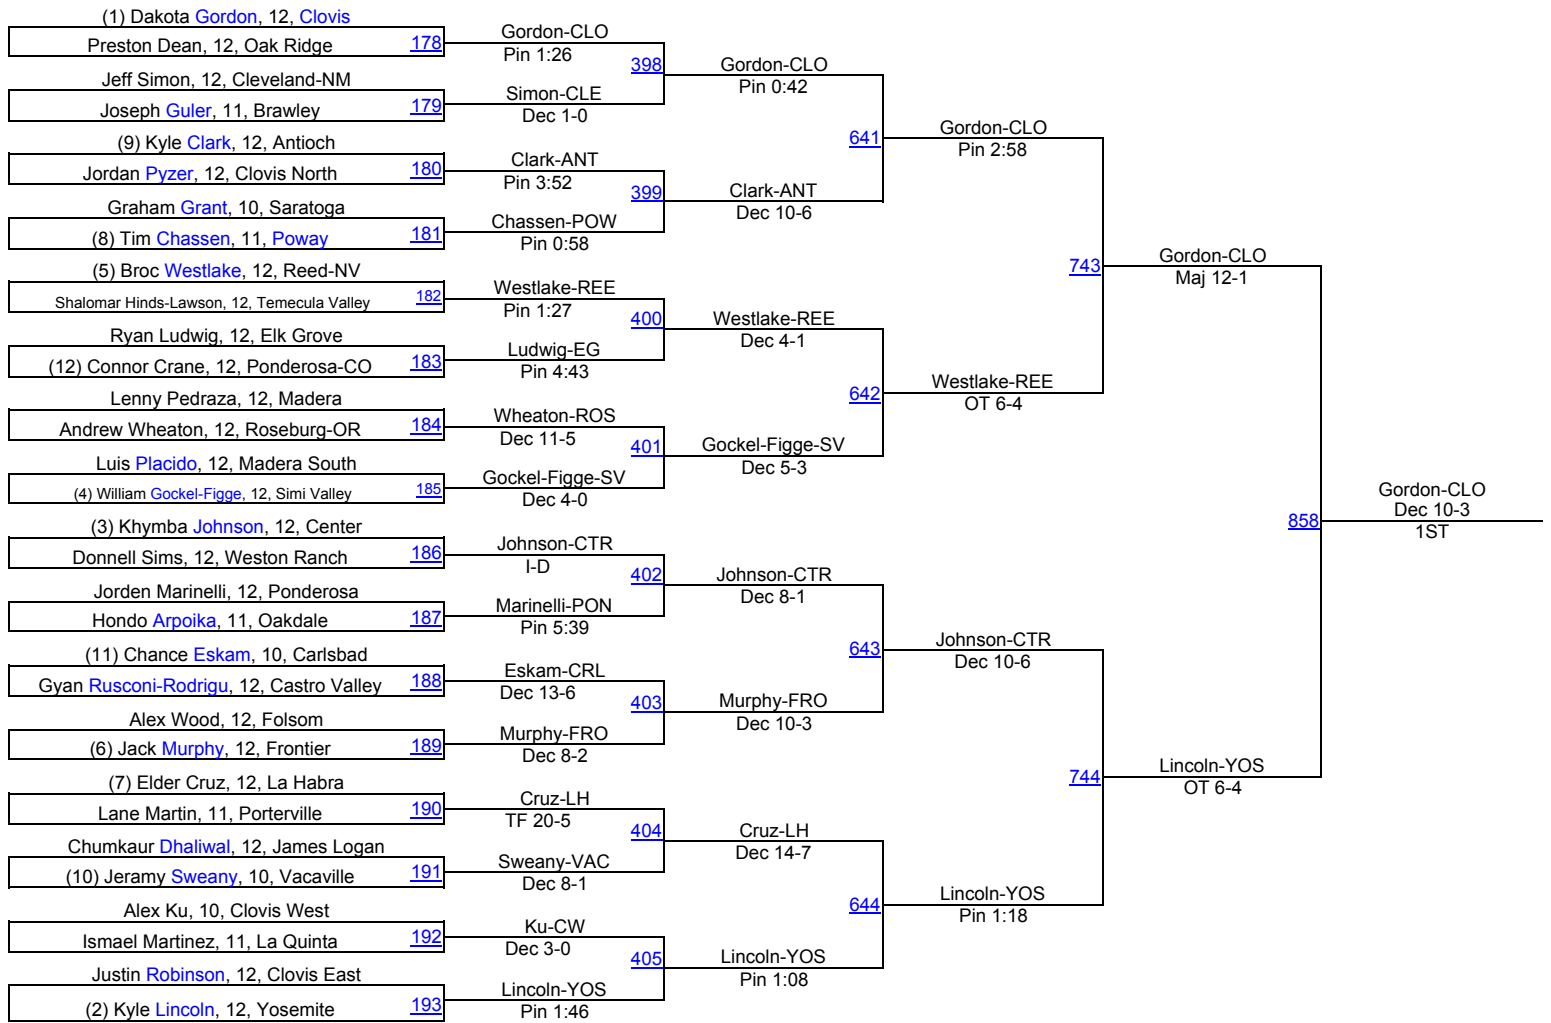 (1) Dakota Gordon, 12, Clovis
Preston Dean, 12, Oak Ridge
178
Jeff Simon, 12, Cleveland-NM
Joseph Guler, 11, Brawley
179
(9) Kyle Clark, 12, Antioch
Jordan Pyzer, 12, Clovis North
180
Graham Grant, 10, Saratoga
(8) Tim Chassen, 11, Poway
181
(5) Broc Westlake, 12, Reed-NV
Shalomar Hinds-Lawson, 12, Temecula Valley
182
Ryan Ludwig, 12, Elk Grove
(12) Connor Crane, 12, Ponderosa-CO
183
Lenny Pedraza, 12, Madera
Andrew Wheaton, 12, Roseburg-OR
184
Luis Placido, 12, Madera South
(4) William Gockel-Figge, 12, Simi Valley
185
(3) Khymba Johnson, 12, Center
Donnell Sims, 12, Weston Ranch
186
Jorden Marinelli, 12, Ponderosa
Hondo Arpoika, 11, Oakdale
187
(11) Chance Eskam, 10, Carlsbad
Gyan Rusconi-Rodrigu, 12, Castro Valley
188
Alex Wood, 12, Folsom
(6) Jack Murphy, 12, Frontier
189
(7) Elder Cruz, 12, La Habra
Lane Martin, 11, Porterville
190
Chumkaur Dhaliwal, 12, James Logan
(10) Jeramy Sweany, 10, Vacaville
191
Alex Ku, 10, Clovis West
Ismael Martinez, 11, La Quinta
192
Justin Robinson, 12, Clovis East
(2) Kyle Lincoln, 12, Yosemite
193
Gordon-CLO
Pin 1:26
398
Simon-CLE
Dec 1-0
Clark-ANT
Pin 3:52
399
Chassen-POW
Pin 0:58
Westlake-REE
Pin 1:27
400
Ludwig-EG
Pin 4:43
Wheaton-ROS
Dec 11-5
401
Gockel-Figge-SV
Dec 4-0
Johnson-CTR
I-D
402
Marinelli-PON
Pin 5:39
Eskam-CRL
Dec 13-6
403
Murphy-FRO
Dec 8-2
Cruz-LH
TF 20-5
404
Sweany-VAC
Dec 8-1
Ku-CW
Dec 3-0
405
Lincoln-YOS
Pin 1:46
Gordon-CLO
Pin 0:42
641
Clark-ANT
Dec 10-6
Westlake-REE
Dec 4-1
642
Gockel-Figge-SV
Dec 5-3
Johnson-CTR
Dec 8-1
643
Murphy-FRO
Dec 10-3
Cruz-LH
Dec 14-7
644
Lincoln-YOS
Pin 1:08
Gordon-CLO
Pin 2:58
743
Westlake-REE
OT 6-4
Johnson-CTR
Dec 10-6
744
Lincoln-YOS
Pin 1:18
Gordon-CLO
Maj 12-1
858
Lincoln-YOS
OT 6-4
Gordon-CLO
Dec 10-3
1ST